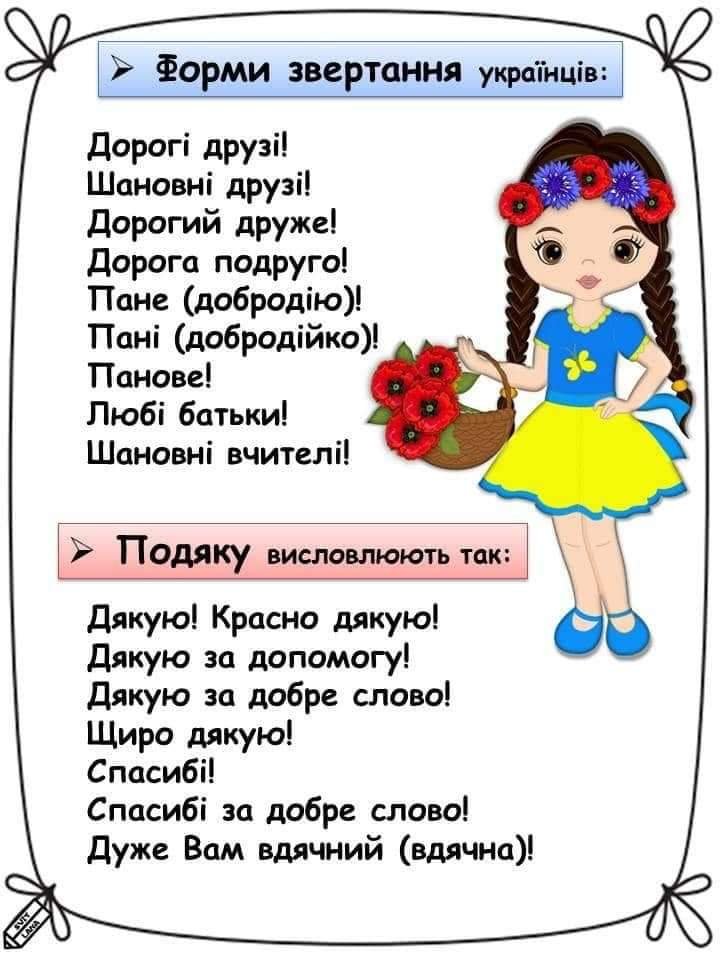 ➢ Форми звертання українців:
Дорогі друзі!
Шановні друзі!
Дорогий друже!
Дорога подруго!
Пане (добродію)!
Пані (добродійко)!
Панове!
Любі батьки!
Шановні вчителі!
➢ Подяку висловлюють так:
Дякую! Красно дякую!
Дякую за допомогу!
Дякую за добре слово!
Щиро дякую!
Спасибі!
Спасибі за добре слово!
Дуже Вам вдячний (вдячна)!
SVIT
LANA